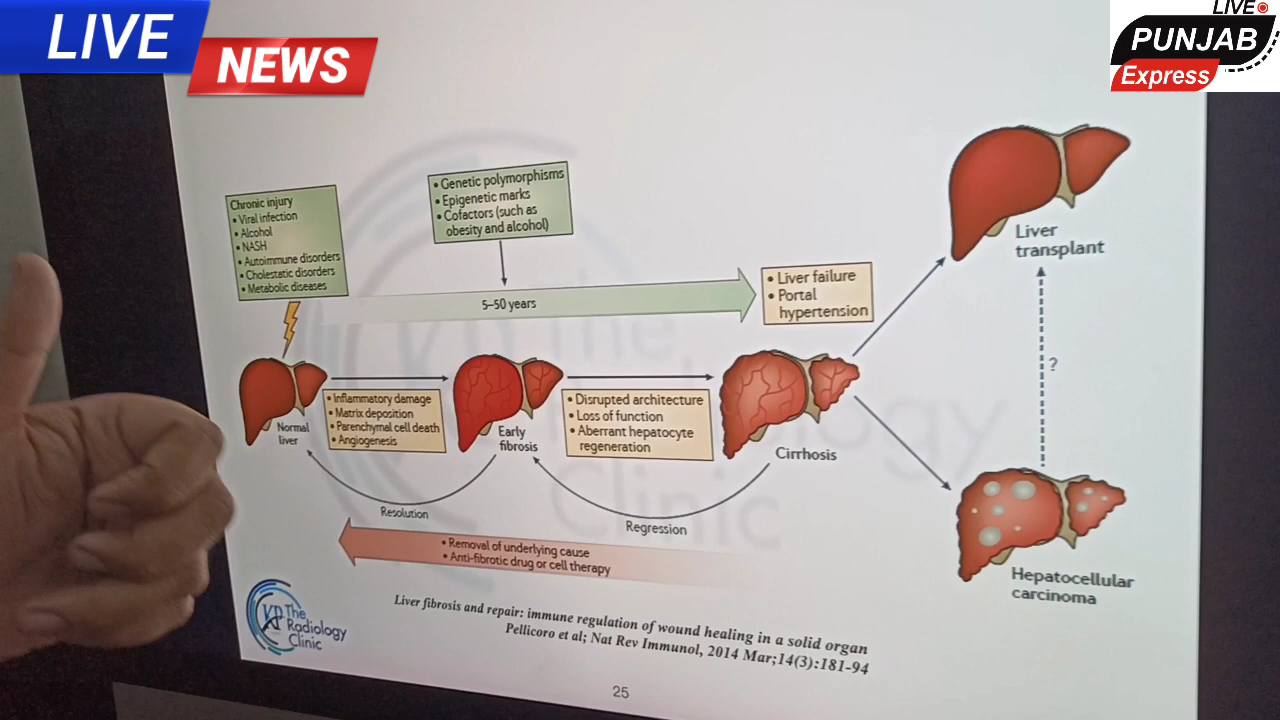 LIVE
NEWS
LIVE
PUNJAB
Express
Chronic injury
• Viral infection
• Alcohol
• NASH
• Autoimmune disorders
• Cholestatic disorders
• Metabolic diseases
• Genetic polymorphisms
• Epigenetic marks
• Cofactors (such as
obesity and alcohol)
5–50 years
• Liver failure
• Portal
hypertension
Liver
transplant
Normal
liver
• Inflammatory damage
• Matrix deposition
• Parenchymal cell death
• Angiogenesis
Early
fibrosis
• Disrupted architecture
• Loss of function
• Aberrant hepatocyte
regeneration
Cirrhosis
?
Resolution
Regression
• Removal of underlying cause
• Anti-fibrotic drug or cell therapy
Hepatocellular
carcinoma
The
Radiology
Clinic
KR
The
Radiology
Clinic
Liver fibrosis and repair: immune regulation of wound healing in a solid organ
Pellicoro et al; Nat Rev Immunol, 2014 Mar;14(3):181-94
25